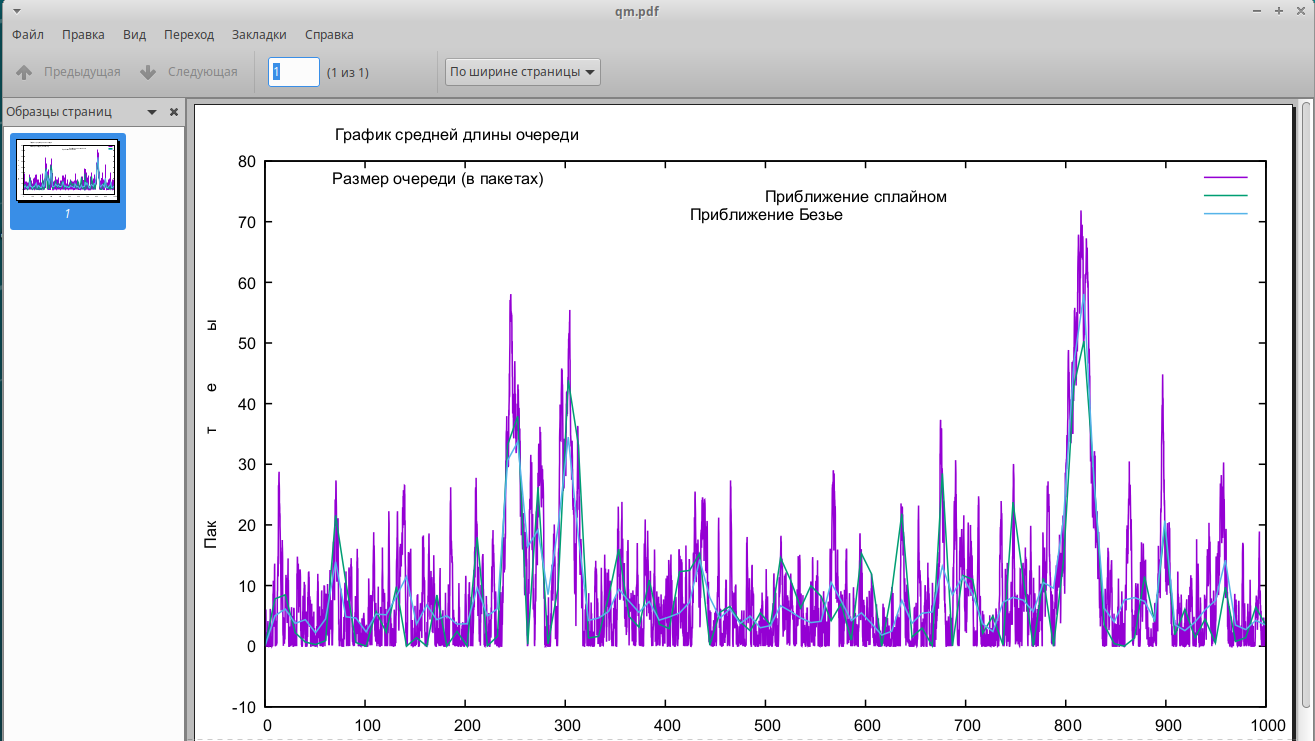 qm.pdf
Файл Правка Вид Переход Закладки Справка
Предыдущая Следующая 1 (1 из 1) По ширине страницы
Образцы страниц
1
График средней длины очереди
Размер очереди (в пакетах)
Приближение сплайном
Приближение Безье
Пак т е ы
80
70
60
50
40
30
20
10
0
-10
0 100 200 300 400 500 600 700 800 900 1000